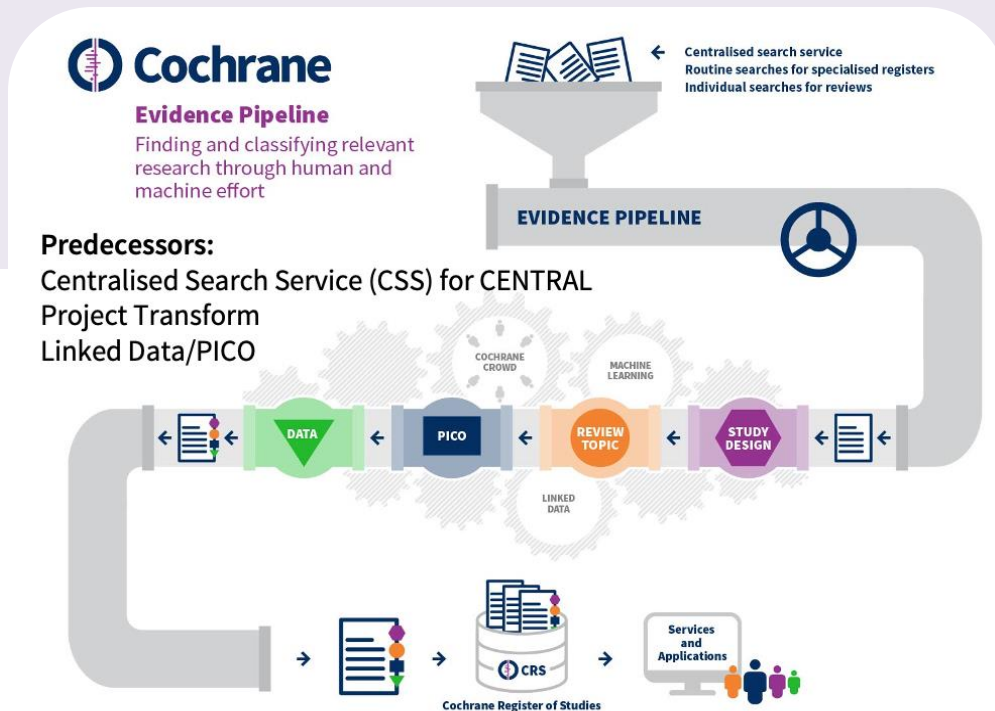 Cochrane
Evidence Pipeline
Finding and classifying relevant
research through human and
machine effort
Centralised search service
Routine searches for specialised registers
Individual searches for reviews
EVIDENCE PIPELINE
Predecessors:
Centralised Search Service (CSS) for CENTRAL
Project Transform
Linked Data/PICO
COCHRANE
CROWD
MACHINE
LEARNING
DATA
PICO
REVIEW
TOPIC
STUDY
DESIGN
LINKED
DATA
CRS
Cochrane Register of Studies
Services
and
Applications